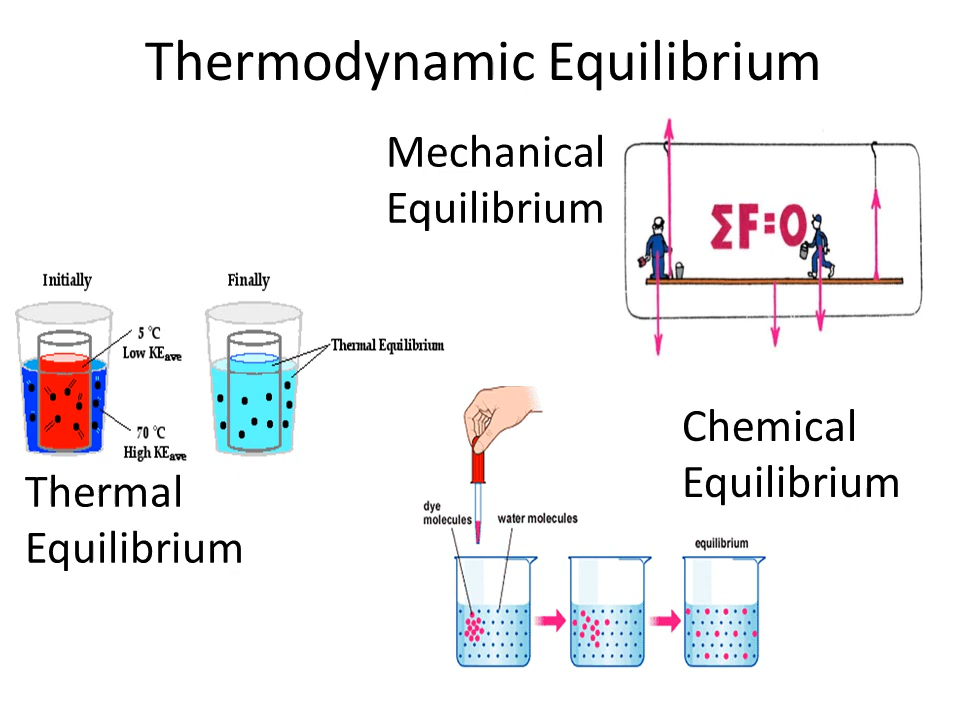 Thermodynamic Equilibrium
Mechanical
Equilibrium
ΣF=0
Initially
Finally
5 °C
Low KEave
Thermal Equilibrium
70 °C
High KEave
Thermal
Equilibrium
Chemical
Equilibrium
dye
molecules
water molecules
equilibrium